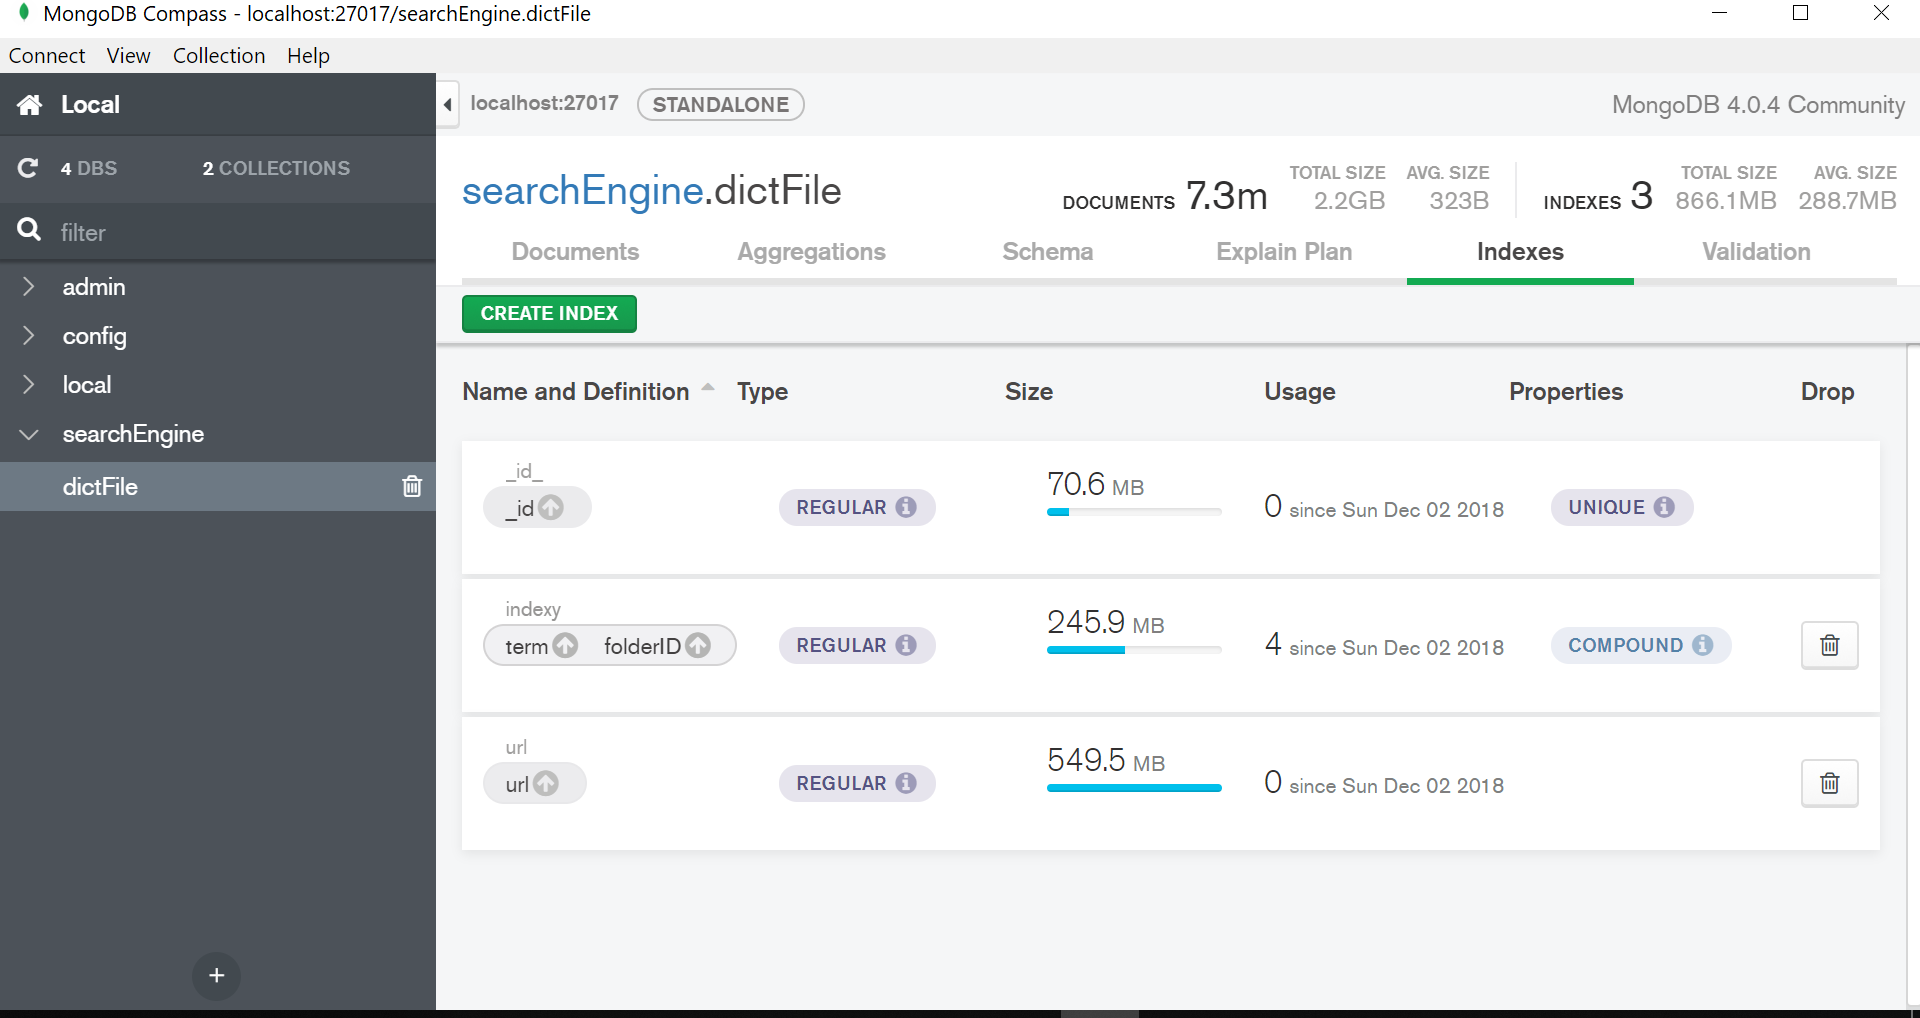 MongoDB Compass - localhost:27017/searchEngine.dictFile
Connect View Collection Help
Local
4 DBS 2 COLLECTIONS
filter
admin
config
local
searchEngine
dictFile
localhost:27017 STANDALONE MongoDB 4.0.4 Community
searchEngine.dictFile
DOCUMENTS 7.3m TOTAL SIZE 2.2GB AVG. SIZE 323B INDEXES 3 TOTAL SIZE 866.1MB AVG. SIZE 288.7MB
Documents Aggregations Schema Explain Plan Indexes Validation
CREATE INDEX
Name and Definition Type Size Usage Properties Drop
_id_
_id REGULAR 70.6 MB 0 since Sun Dec 02 2018 UNIQUE
indexy
term folderID REGULAR 245.9 MB 4 since Sun Dec 02 2018 COMPOUND
url
url REGULAR 549.5 MB 0 since Sun Dec 02 2018